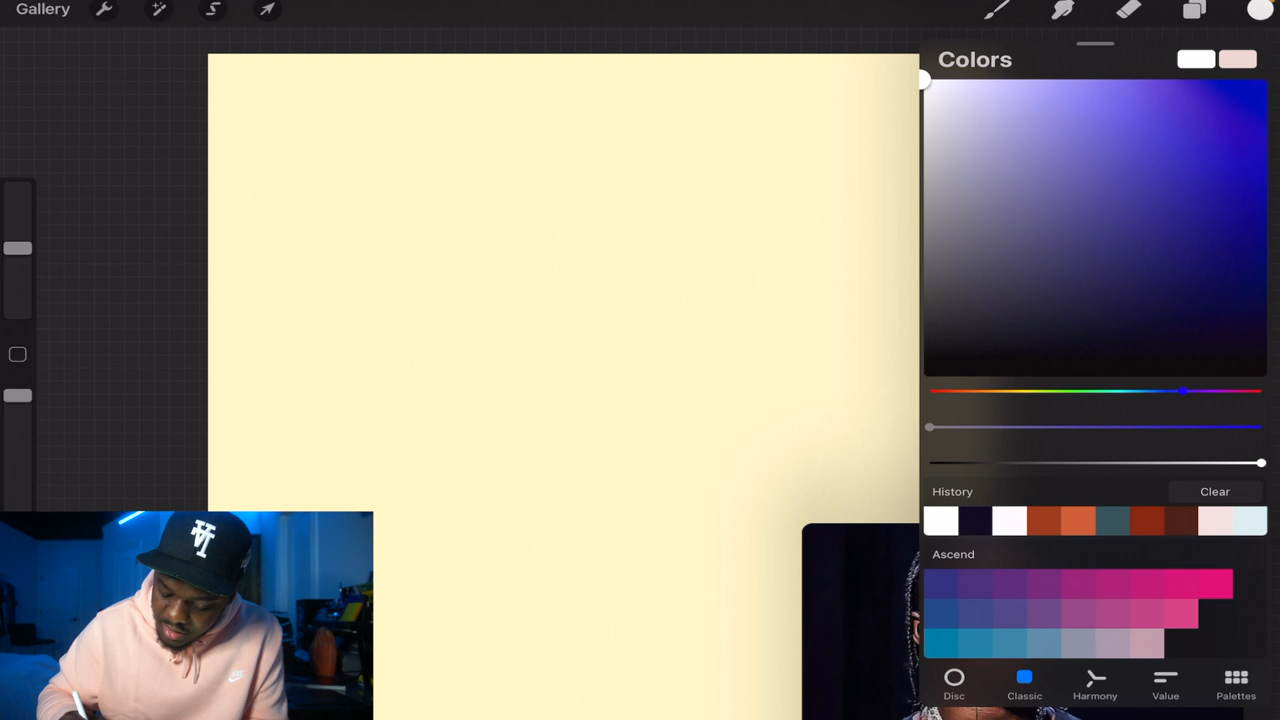 Gallery
Colors
History
Clear
Ascend
Disc
Classic
Harmony
Value
Palettes